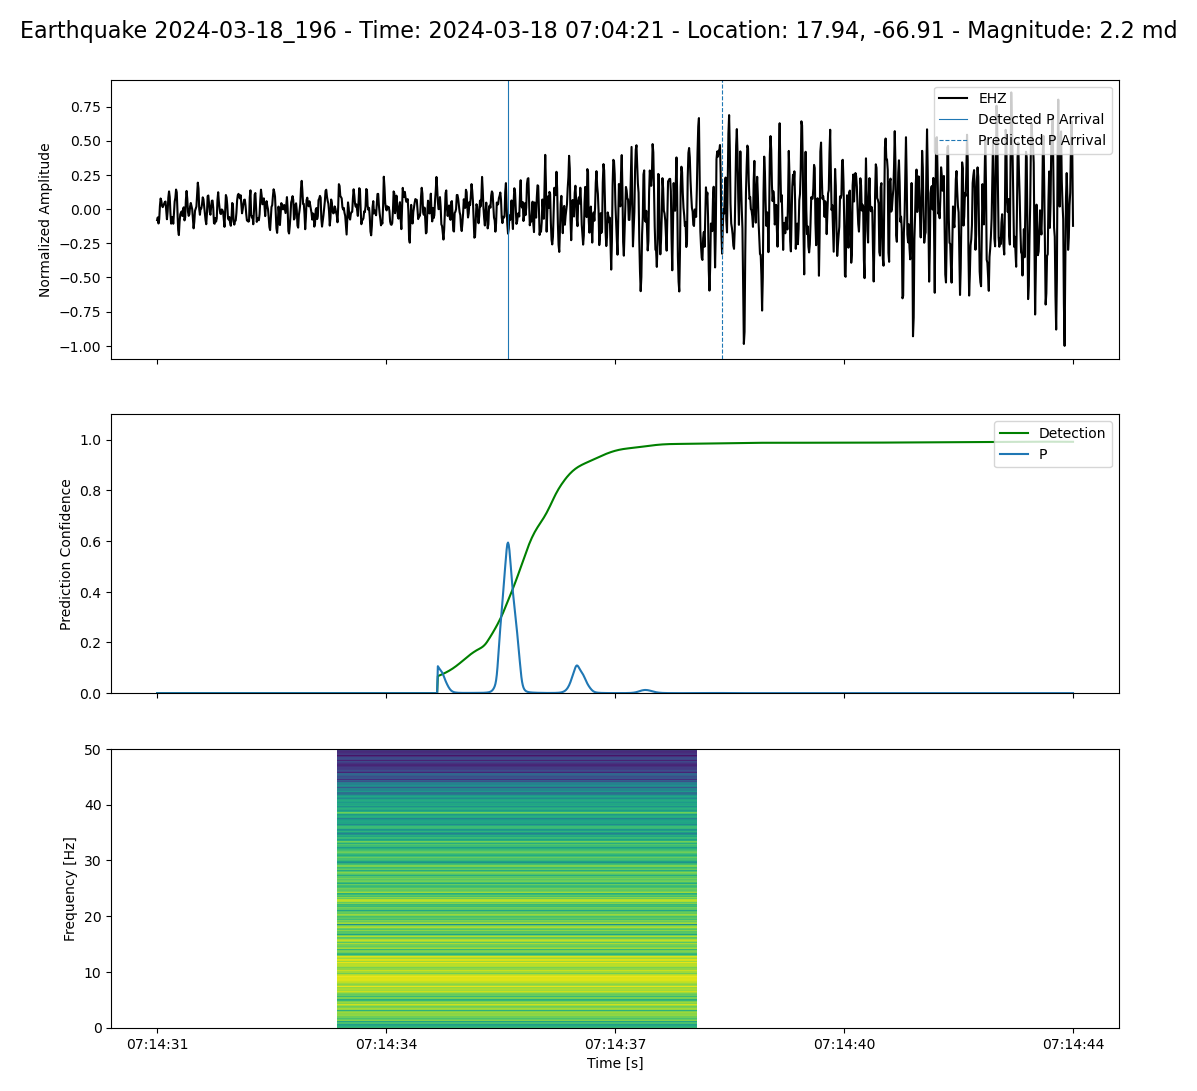 Earthquake 2024-03-18_196 - Time: 2024-03-18 07:04:21 - Location: 17.94, -66.91 - Magnitude: 2.2 md
EHZ
Detected P Arrival
Predicted P Arrival
Normalized Amplitude
0.75
0.50
0.25
0.00
−0.25
−0.50
−0.75
−1.00
Detection
P
Prediction Confidence
1.0
0.8
0.6
0.4
0.2
0.0
Frequency [Hz]
50
40
30
20
10
0
07:14:31 07:14:34 07:14:37 07:14:40 07:14:44
Time [s]